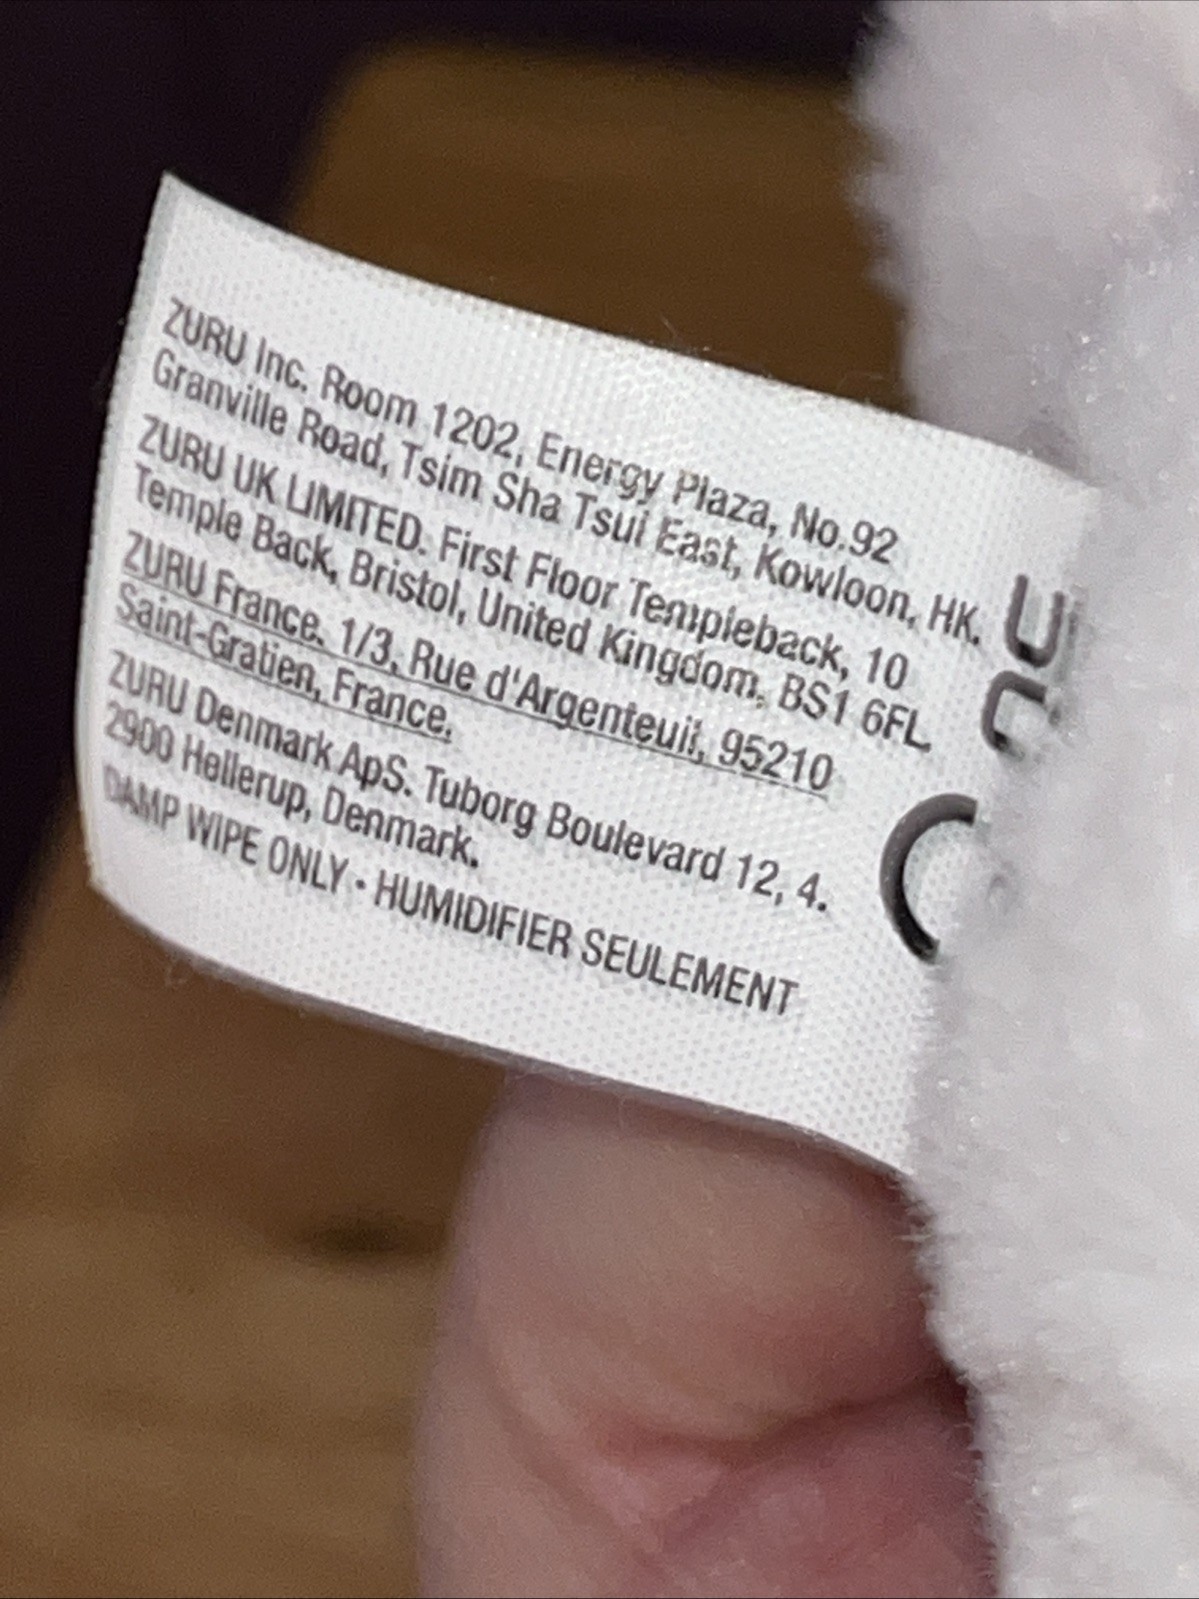 ZURU Inc. Room 1202, Energy Plaza, No.92
Granville Road, Tsim Sha Tsui East, Kowloon, HK.
ZURU UK LIMITED. First Floor Templeback, 10
Temple Back, Bristol, United Kingdom, BS1 6FL.
ZURU France. 1/3, Rue d'Argenteuil, 95210
Saint-Gratien, France.
ZURU Denmark ApS. Tuborg Boulevard 12, 4.
2900 Hellerup, Denmark.
DAMP WIPE ONLY • HUMIDIFIER SEULEMENT